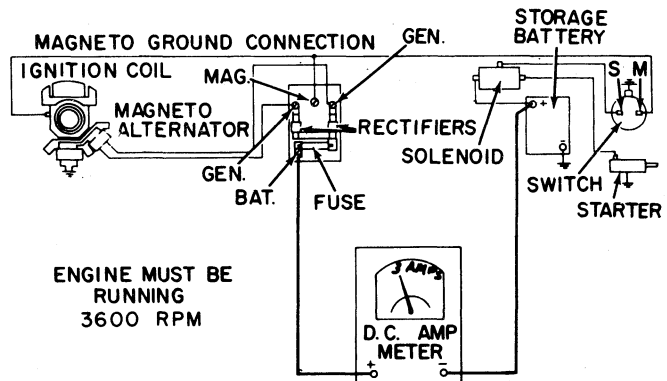 STORAGE
BATTERY
MAGNETO GROUND CONNECTION
GEN.
IGNITION COIL
MAG.
S M
MAGNETO
ALTERNATOR
RECTIFIERS
SOLENOID
+
-
GEN.
BAT.
FUSE
SWITCH
STARTER
3 AMPS
ENGINE MUST BE
RUNNING
3600 RPM
D.C. AMP
METER
+
-